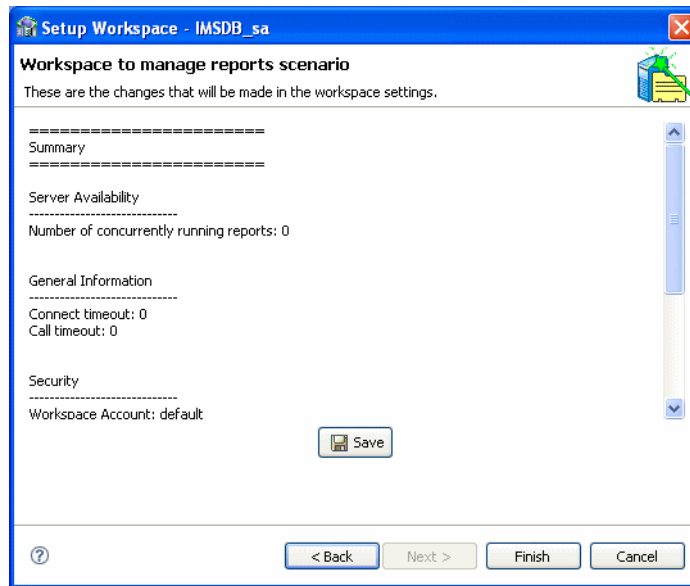 Setup Workspace - IMSDB_sa
Workspace to manage reports scenario
These are the changes that will be made in the workspace settings.
=======================
Summary
=======================
Server Availability
-----------------------------
Number of concurrently running reports: 0
General Information
-----------------------------
Connect timeout: 0
Call timeout: 0
Security
-----------------------------
Workspace Account: default
Save
?
< Back
Next >
Finish
Cancel